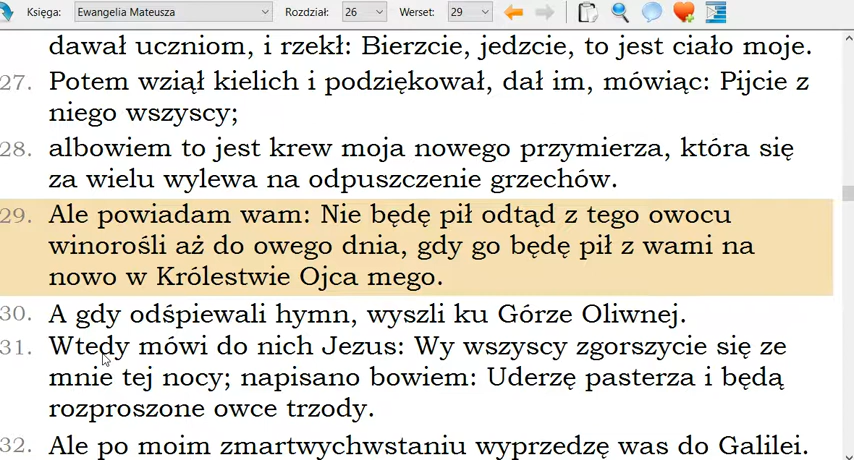 Księga: Ewangelia Mateusza Rozdział: 26 Werset: 29
dawał uczniom, i rzekł: Bierzcie, jedzcie, to jest ciało moje.
27. Potem wziął kielich i podziękował, dał im, mówiąc: Pijcie z
niego wszyscy;
28. albowiem to jest krew moja nowego przymierza, która się
za wielu wylewa na odpuszczenie grzechów.
29. Ale powiadam wam: Nie będę pił odtąd z tego owocu
winorośli aż do owego dnia, gdy go będę pił z wami na
nowo w Królestwie Ojca mego.
30. A gdy odśpiewali hymn, wyszli ku Górze Oliwnej.
31. Wtedy mówi do nich Jezus: Wy wszyscy zgorszycie się ze
mnie tej nocy; napisano bowiem: Uderzę pasterza i będą
rozproszone owce trzody.
32. Ale po moim zmartwychwstaniu wyprzedzę was do Galilei.